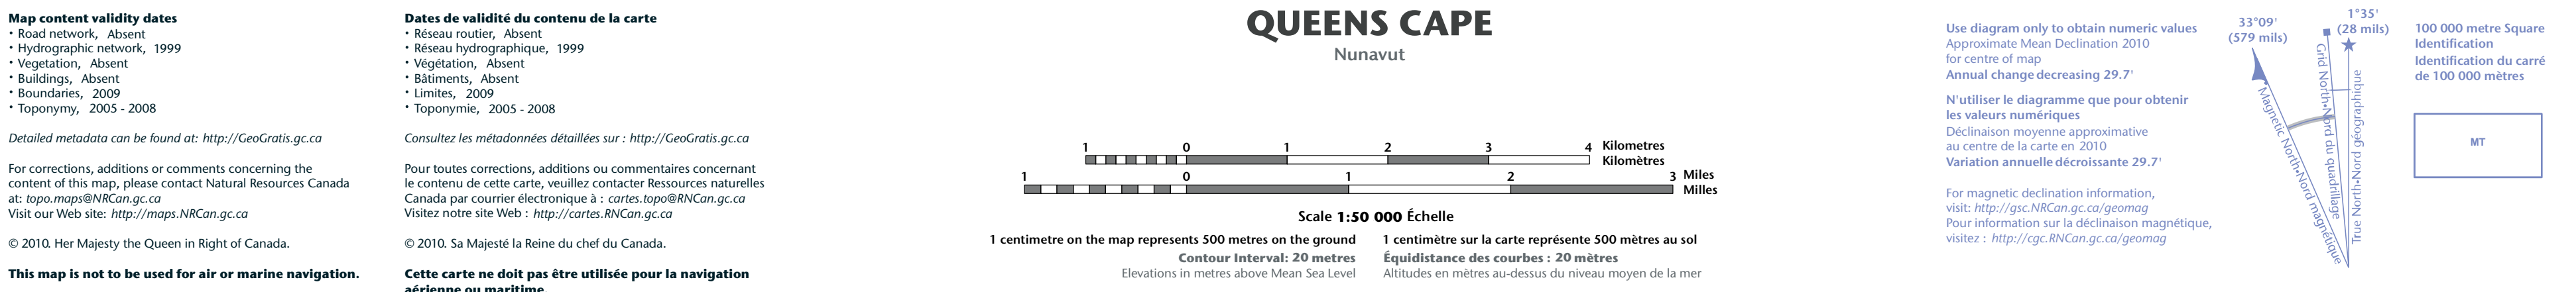 Map content validity dates
• Road network, Absent
• Hydrographic network, 1999
• Vegetation, Absent
• Buildings, Absent
• Boundaries, 2009
• Toponymy, 2005 - 2008
Detailed metadata can be found at: http://GeoGratis.gc.ca
For corrections, additions or comments concerning the
content of this map, please contact Natural Resources Canada
at: topo.maps@NRCan.gc.ca
Visit our Web site: http://maps.NRCan.gc.ca
© 2010. Her Majesty the Queen in Right of Canada.
This map is not to be used for air or marine navigation.
Dates de validité du contenu de la carte
• Réseau routier, Absent
• Réseau hydrographique, 1999
• Végétation, Absent
• Bâtiments, Absent
• Limites, 2009
• Toponymie, 2005 - 2008
Consultez les métadonnées détaillées sur : http://GeoGratis.gc.ca
Pour toutes corrections, additions ou commentaires concernant
le contenu de cette carte, veuillez contacter Ressources naturelles
Canada par courrier électronique à : cartes.topo@RNCan.gc.ca
Visitez notre site Web : http://cartes.RNCan.gc.ca
© 2010. Sa Majesté la Reine du chef du Canada.
Cette carte ne doit pas être utilisée pour la navigation
aérienne ou maritime.
QUEENS CAPE
Nunavut
1 0 1 2 3 4 Kilometres
Kilomètres
1 0 1 2 3 Miles
Milles
Scale 1:50 000 Échelle
1 centimetre on the map represents 500 metres on the ground
Contour Interval: 20 metres
Elevations in metres above Mean Sea Level
1 centimètre sur la carte représente 500 mètres au sol
Équidistance des courbes : 20 mètres
Altitudes en mètres au-dessus du niveau moyen de la mer
Use diagram only to obtain numeric values
Approximate Mean Declination 2010
for centre of map
Annual change decreasing 29.7'
N'utiliser le diagramme que pour obtenir
les valeurs numériques
Déclinaison moyenne approximative
au centre de la carte en 2010
Variation annuelle décroissante 29.7'
For magnetic declination information,
visit: http://gsc.NRCan.gc.ca/geomag
Pour information sur la déclinaison magnétique,
visitez : http://cgc.RNCan.gc.ca/geomag
33°09'
(579 mils)
1°35'
(28 mils)
Magnetic North•Nord magnétique
Grid North•Nord du quadrillage
True North•Nord géographique
100 000 metre Square
Identification
Identification du carré
de 100 000 mètres
MT